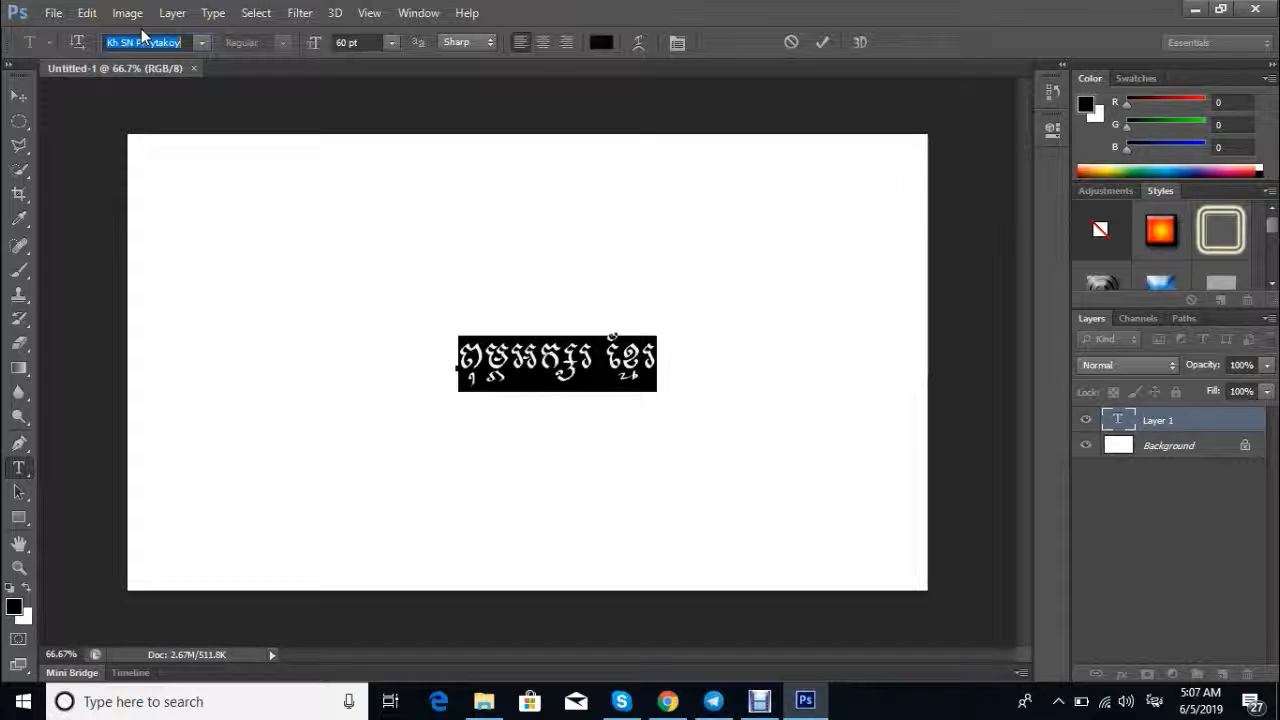 Ps File Edit Image Layer Type Select Filter 3D View Window Help
Regular 60 pt Sharp 3D Essentials
Untitled-1 @ 66.7% (RGB/8) ×
Color Swatches
R 0
G 0
B 0
Adjustments Styles
ពុម្ពអក្សរ ខ្មែរ
Layers Channels Paths
Kind
Normal Opacity: 100%
Lock: Fill: 100%
T Layer 1
Background
66.67% Doc: 2.67M/511.8K
Mini Bridge Timeline
Type here to search
5:07 AM
6/5/2019
27